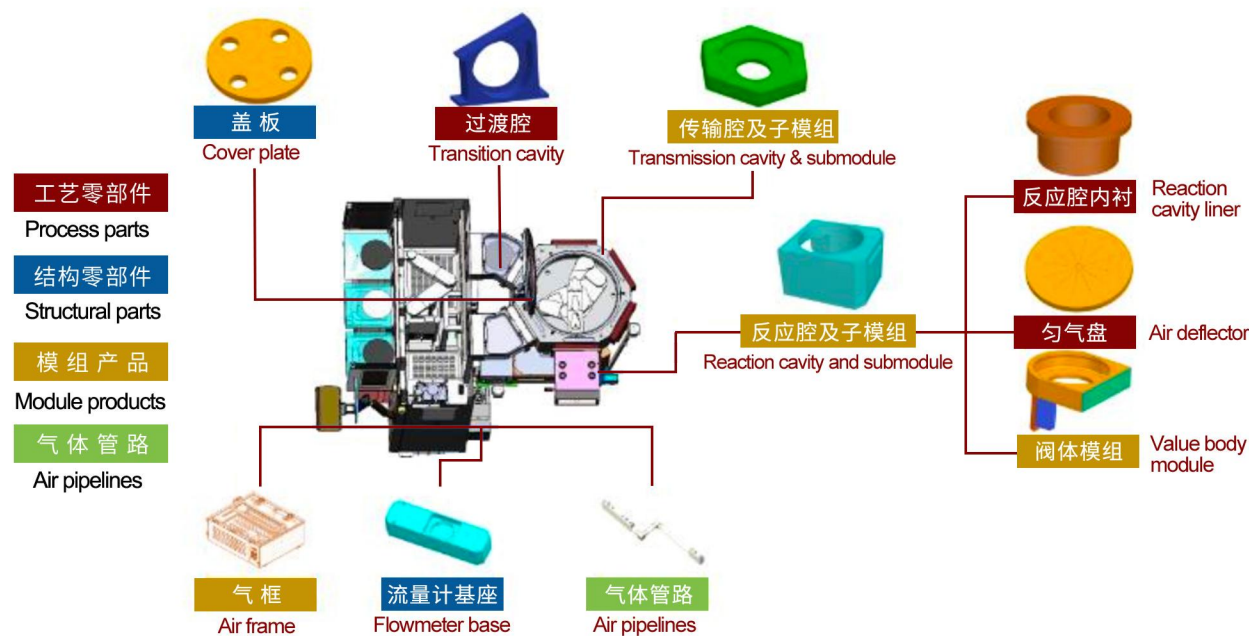 盖板
Cover plate
过渡腔
Transition cavity
传输腔及子模组
Transmission cavity & submodule
工艺零部件
Process parts
结构零部件
Structural parts
模组产品
Module products
气体管路
Air pipelines
反应腔及子模组
Reaction cavity and submodule
反应腔内衬
Reaction
cavity liner
匀气盘
Air deflector
阀体模组
Value body
module
气框
Air frame
流量计基座
Flowmeter base
气体管路
Air pipelines